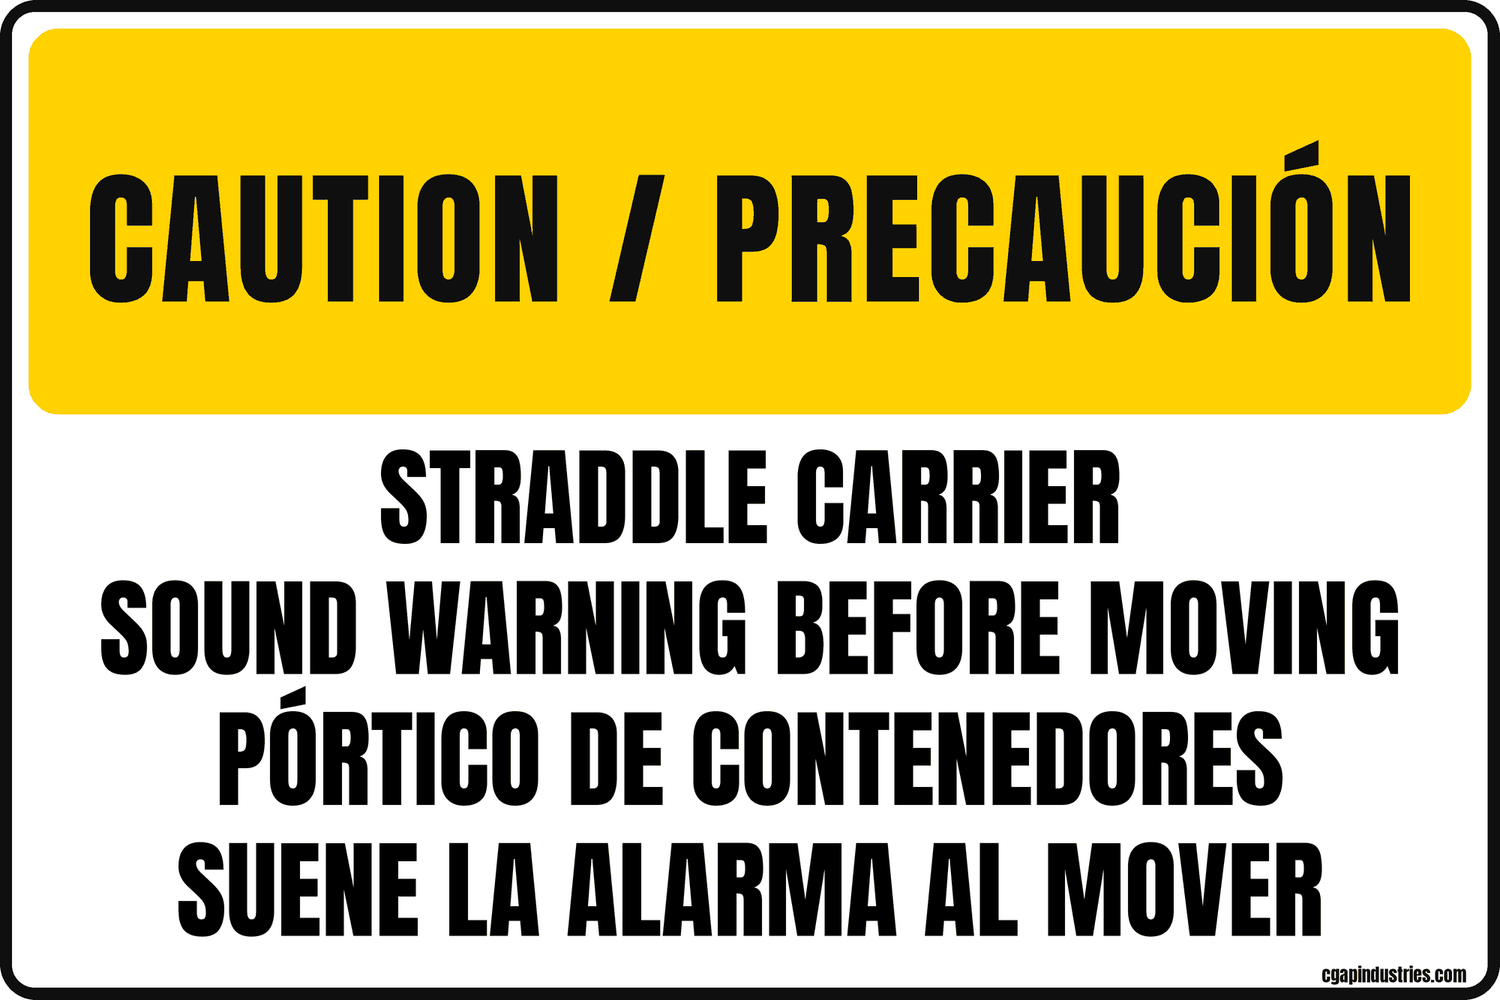 CAUTION / PRECAUCIÓN
STRADDLE CARRIER
SOUND WARNING BEFORE MOVING
PÓRTICO DE CONTENEDORES
SUENE LA ALARMA AL MOVER
cgapindustries.com